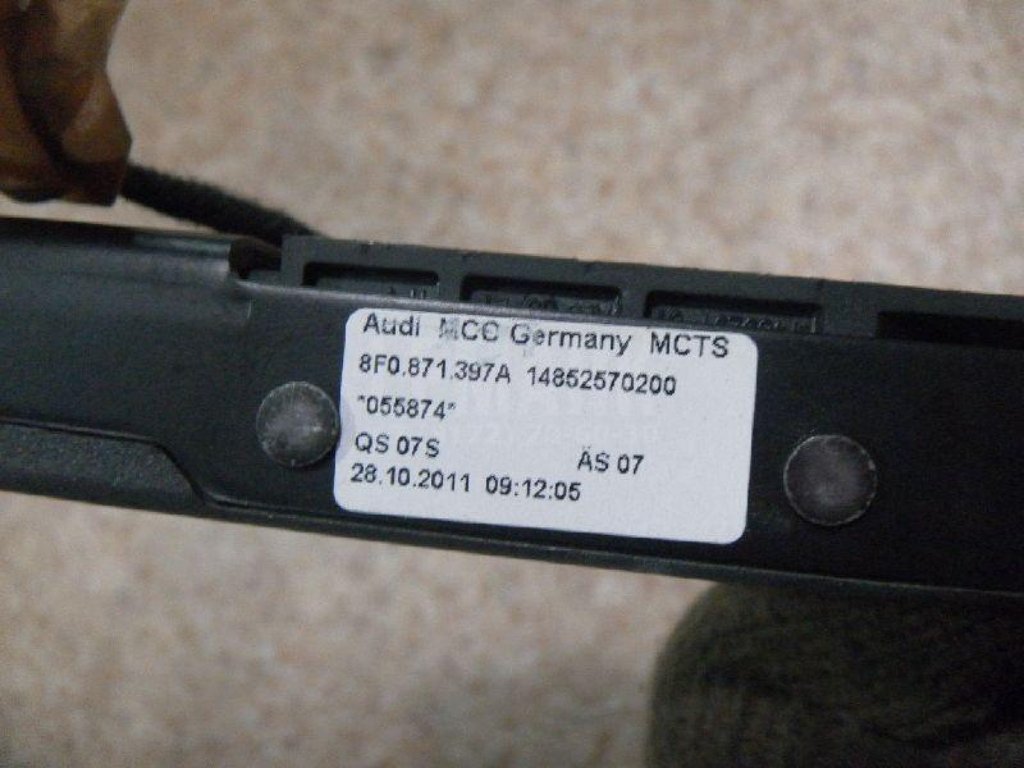 Audi MCC Germany MCTS
8F0.871.397A 14852570200
"055874"
QS 07S ÄS 07
28.10.2011 09:12:05